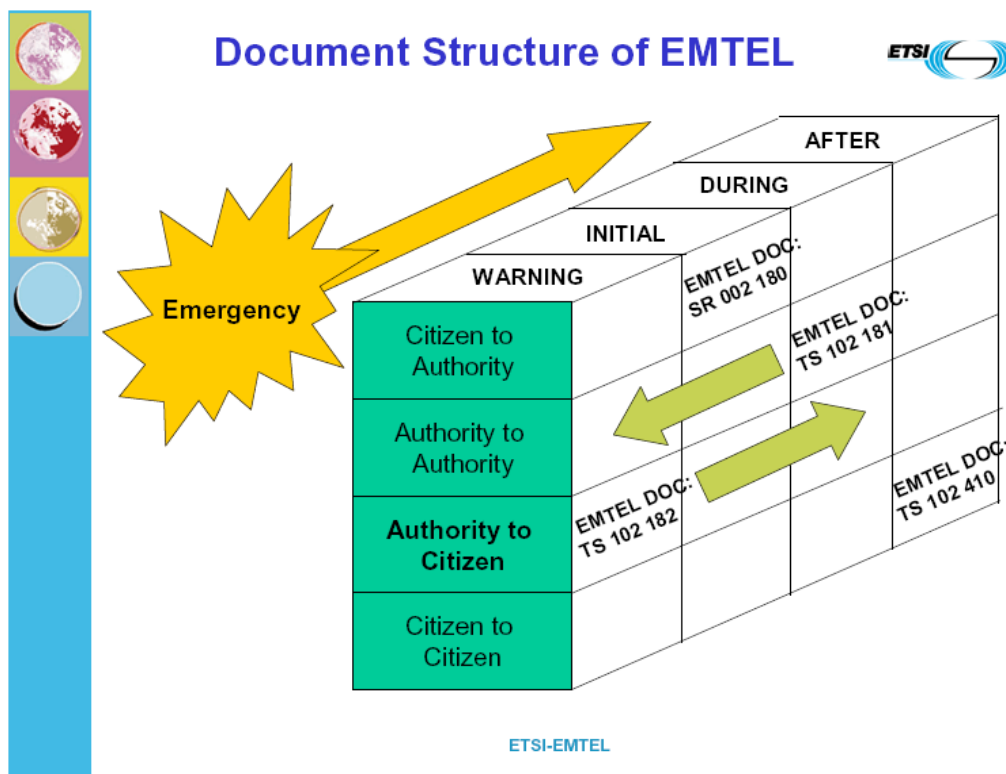 Document Structure of EMTEL
ETSI
AFTER
DURING
INITIAL
WARNING
Emergency
EMTEL DOC:
SR 002 180
EMTEL DOC:
TS 102 181
Citizen to
Authority
Authority to
Authority
EMTEL DOC:
TS 102 182
EMTEL DOC:
TS 102 410
Authority to
Citizen
Citizen to
Citizen
ETSI-EMTEL